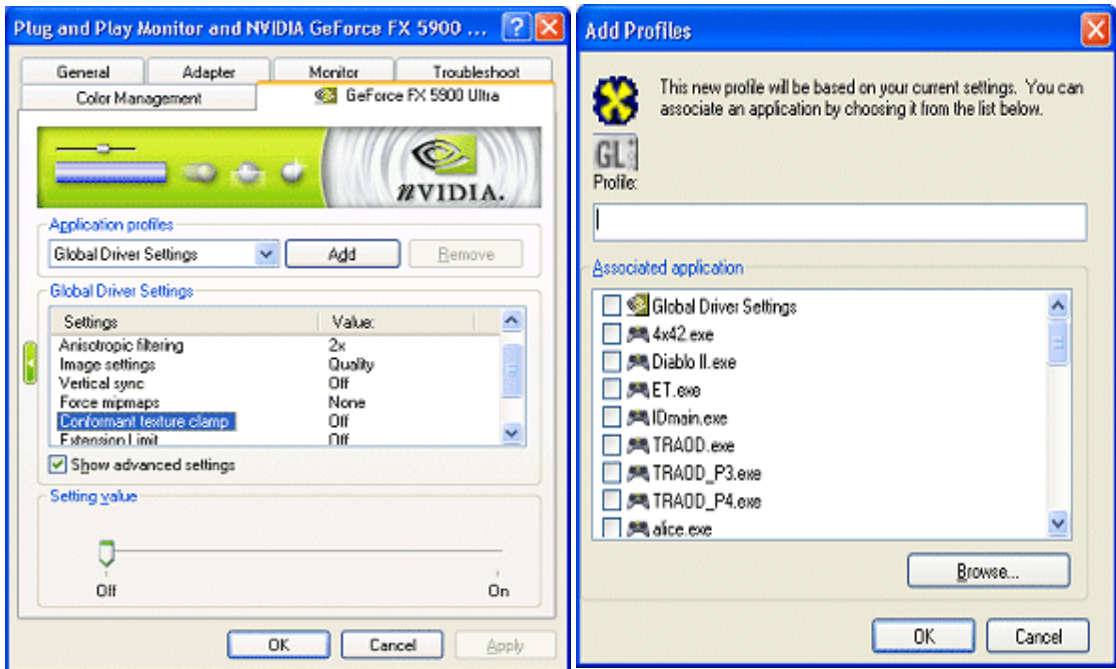 Plug and Play Monitor and NVIDIA GeForce FX 5900 ...
General Adapter Monitor Troubleshoot
Color Management GeForce FX 5900 Ultra
nVIDIA.
Application profiles
Global Driver Settings Add Remove
Global Driver Settings
Settings Value:
Anisotropic filtering 2x
Image settings Quality
Vertical sync Off
Force mipmaps None
Conformant texture clamp Off
Extension Limit Off
Show advanced settings
Setting value
Off On
OK Cancel Apply
Add Profiles
This new profile will be based on your current settings. You can
associate an application by choosing it from the list below.
GL
Profile:
Associated application
Global Driver Settings
4x42.exe
Diablo II.exe
ET.exe
IDmain.exe
TRAOD.exe
TRAOD_P3.exe
TRAOD_P4.exe
alice.exe
Browse...
OK Cancel